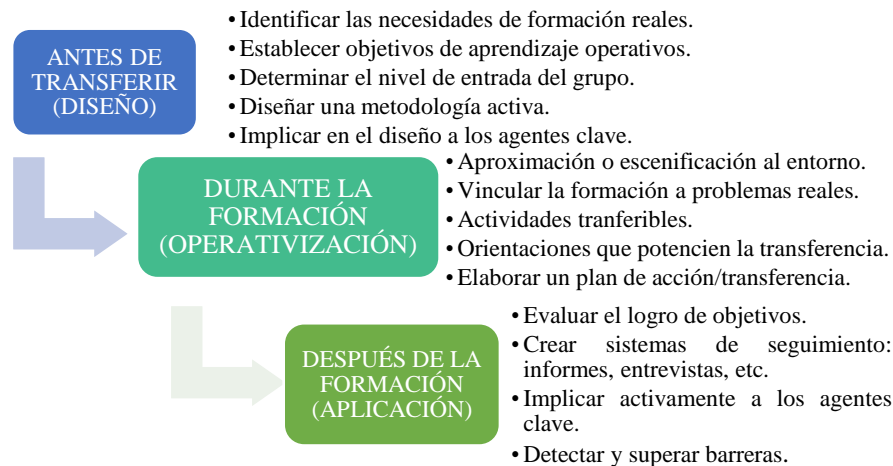 ANTES DE
TRANSFERIR
(DISEÑO)
• Identificar las necesidades de formación reales.
• Establecer objetivos de aprendizaje operativos.
• Determinar el nivel de entrada del grupo.
• Diseñar una metodología activa.
• Implicar en el diseño a los agentes clave.
DURANTE LA
FORMACIÓN
(OPERATIVIZACIÓN)
• Aproximación o escenificación al entorno.
• Vincular la formación a problemas reales.
• Actividades tranferibles.
• Orientaciones que potencien la transferencia.
• Elaborar un plan de acción/transferencia.
DESPUÉS DE LA
FORMACIÓN
(APLICACIÓN)
• Evaluar el logro de objetivos.
• Crear sistemas de seguimiento:
informes, entrevistas, etc.
• Implicar activamente a los agentes
clave.
• Detectar y superar barreras.